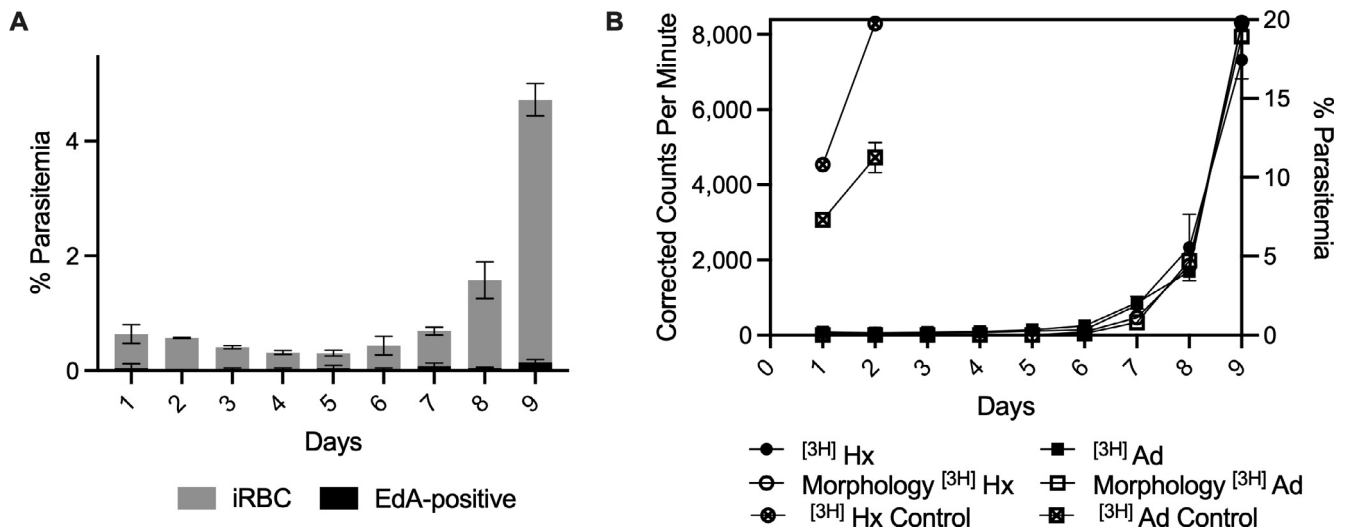 A
% Parasitemia
4
2
0
1 2 3 4 5 6 7 8 9
Days
iRBC EdA-positive
B
Corrected Counts Per Minute
8,000
6,000
4,000
2,000
0
20
15
10
5
0
% Parasitemia
0 1 2 3 4 5 6 7 8 9
Days
[3H] Hx [3H] Ad
Morphology [3H] Hx Morphology [3H] Ad
[3H] Hx Control [3H] Ad Control